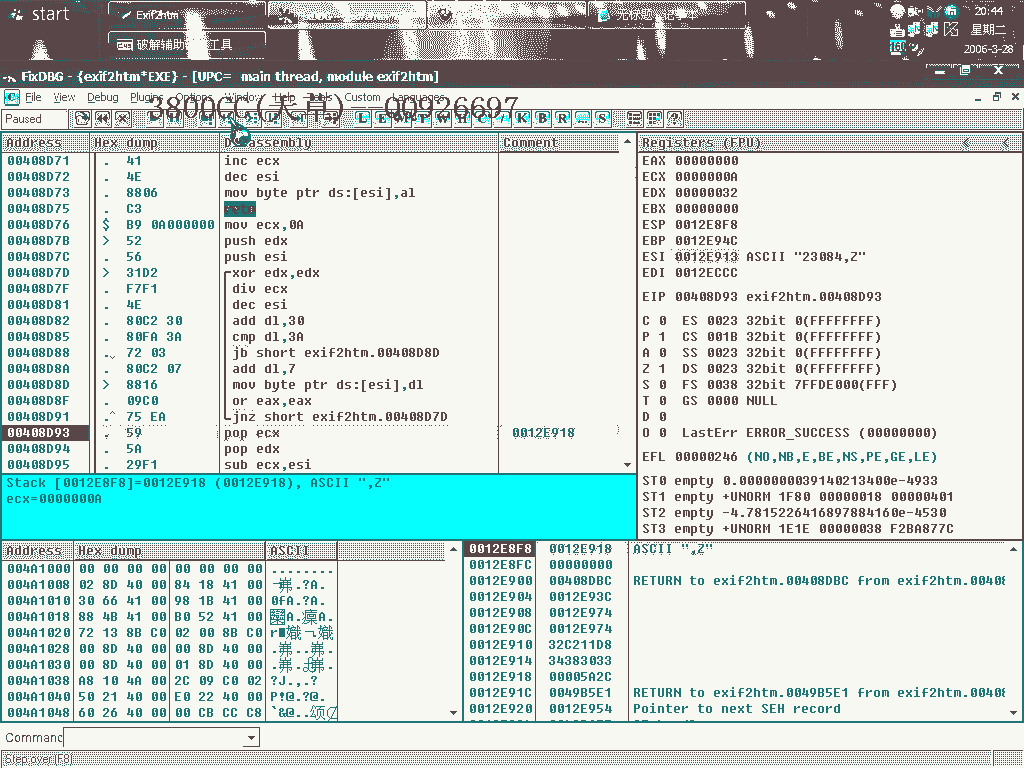 start
Exif2htm
20:44
破解辅助 工具
星期二
2006-3-28
FixDBG - {exif2htm*EXE} - [UPC= main thread, module exif2htm]
File View Debug Plugins Options Window Help Tools Custom Languages
3800CC(天草)--QQ926697
Paused
Address Hex dump Disassembly Comment
00408D71 . 41 inc ecx
00408D72 . 4E dec esi
00408D73 . 8806 mov byte ptr ds:[esi],al
00408D75 . C3 retn
00408D76 $ B9 0A000000 mov ecx,0A
00408D7B > 52 push edx
00408D7C . 56 push esi
00408D7D > 31D2 xor edx,edx
00408D7F . F7F1 div ecx
00408D81 . 4E dec esi
00408D82 . 80C2 30 add dl,30
00408D85 . 80FA 3A cmp dl,3A
00408D88 . 72 03 jb short exif2htm.00408D8D
00408D8A . 80C2 07 add dl,7
00408D8D > 8816 mov byte ptr ds:[esi],dl
00408D8F . 09C0 or eax,eax
00408D91 .^ 75 EA jnz short exif2htm.00408D7D
00408D93 . 59 pop ecx 0012E918
00408D94 . 5A pop edx
00408D95 . 29F1 sub ecx,esi
Stack [0012E8F8]=0012E918 (0012E918), ASCII ",Z"
ecx=0000000A
Registers (FPU) < <
EAX 00000000
ECX 0000000A
EDX 00000032
EBX 00000000
ESP 0012E8F8
EBP 0012E94C
ESI 0012E913 ASCII "23084,Z"
EDI 0012ECCC
EIP 00408D93 exif2htm.00408D93
C 0 ES 0023 32bit 0(FFFFFFFF)
P 1 CS 001B 32bit 0(FFFFFFFF)
A 0 SS 0023 32bit 0(FFFFFFFF)
Z 1 DS 0023 32bit 0(FFFFFFFF)
S 0 FS 0038 32bit 7FFDE000(FFF)
T 0 GS 0000 NULL
D 0
O 0 LastErr ERROR_SUCCESS (00000000)
EFL 00000246 (NO,NB,E,BE,NS,PE,GE,LE)
ST0 empty 0.0000000039140213400e-4933
ST1 empty +UNORM 1F80 00000018 00000401
ST2 empty -4.7815226416897884160e-4530
ST3 empty +UNORM 1E1E 00000038 F2BA877C
Address Hex dump ASCII
004A1000 00 00 00 00 00 00 00 00 ........
004A1008 02 8D 40 00 84 18 41 00
004A1010 30 66 41 00 98 1B 41 00 0fA.?A.
004A1018 88 4B 41 00 B0 52 41 00
004A1020 72 13 8B C0 02 00 8B C0
004A1028 00 8D 40 00 00 8D 40 00
004A1030 00 8D 40 00 01 8D 40 00
004A1038 A8 10 4A 00 2C 09 C0 02 ?J.,.?
004A1040 50 21 40 00 E0 22 40 00 P!@.?@.
004A1048 60 26 40 00 00 CB CC C8
0012E8F8 0012E918 ASCII ",Z"
0012E8FC 00000000
0012E900 00408DBC RETURN to exif2htm.00408DBC from exif2htm.00408
0012E904 0012E93C
0012E908 0012E974
0012E90C 0012E974
0012E910 32C211D8
0012E914 34383033
0012E918 00005A2C
0012E91C 0049B5E1 RETURN to exif2htm.0049B5E1 from exif2htm.00408
0012E920 0012E954 Pointer to next SEH record
Command
Step over[F8]